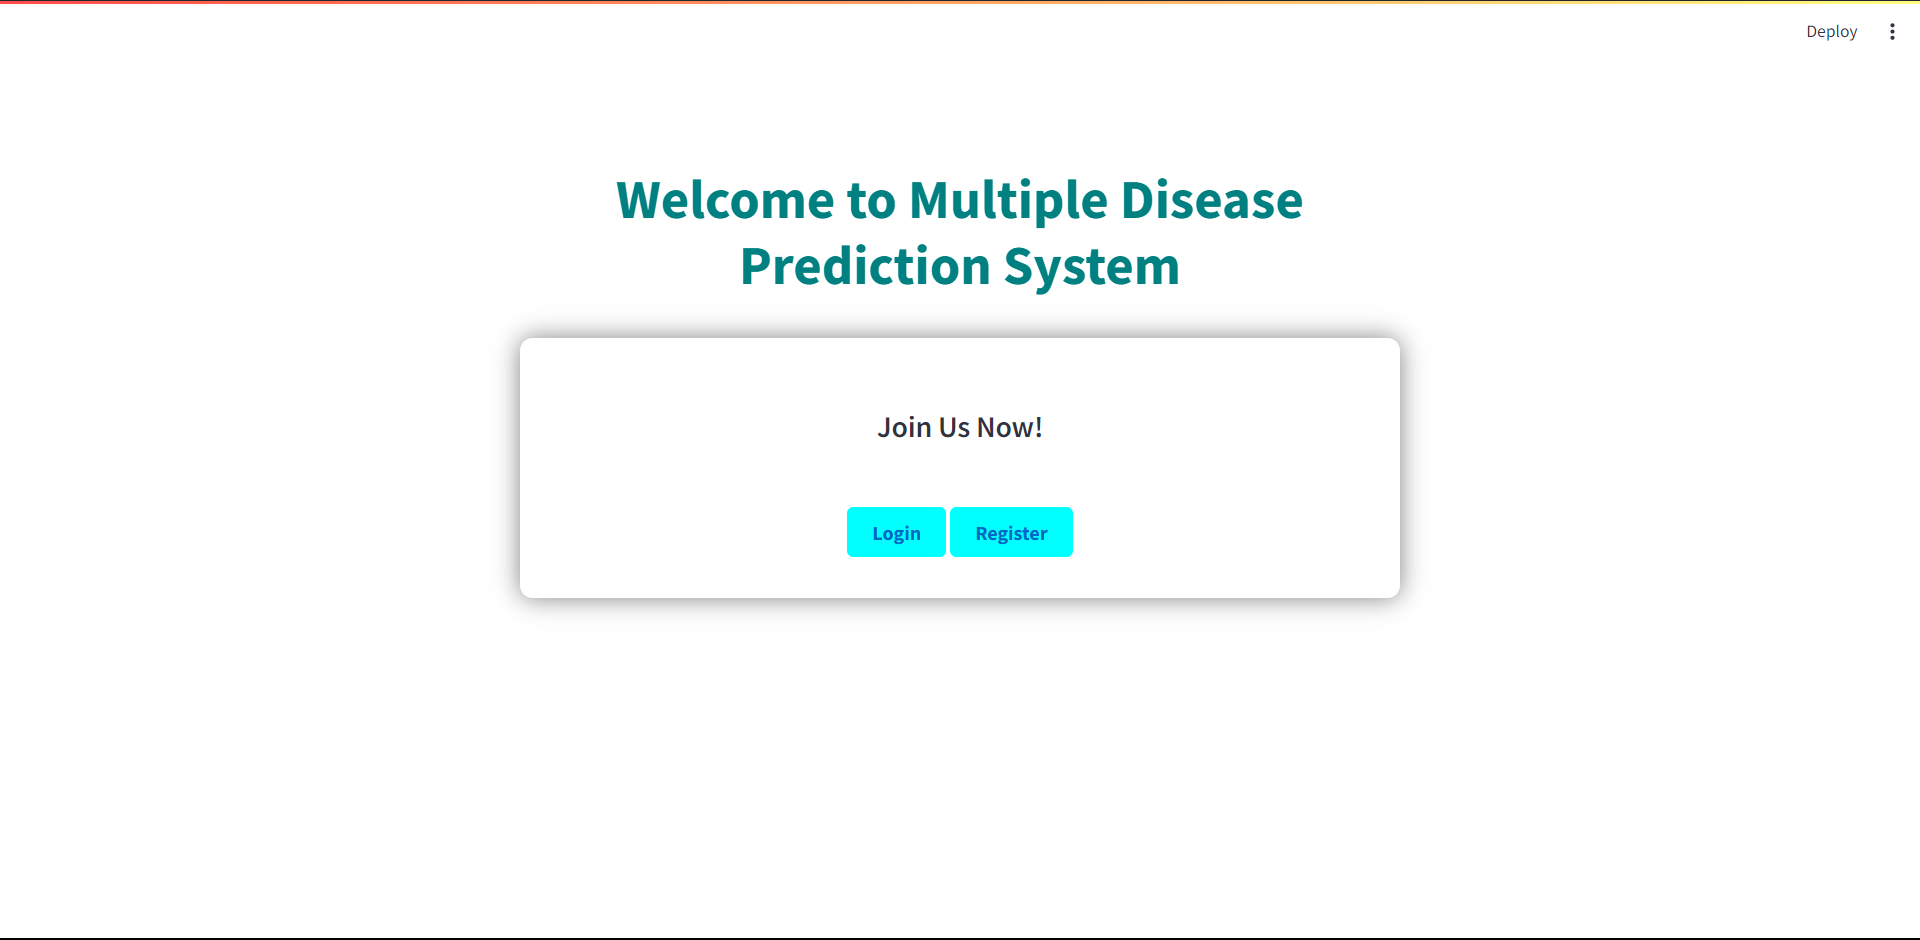 Deploy
Welcome to Multiple Disease
Prediction System
Join Us Now!
Login
Register